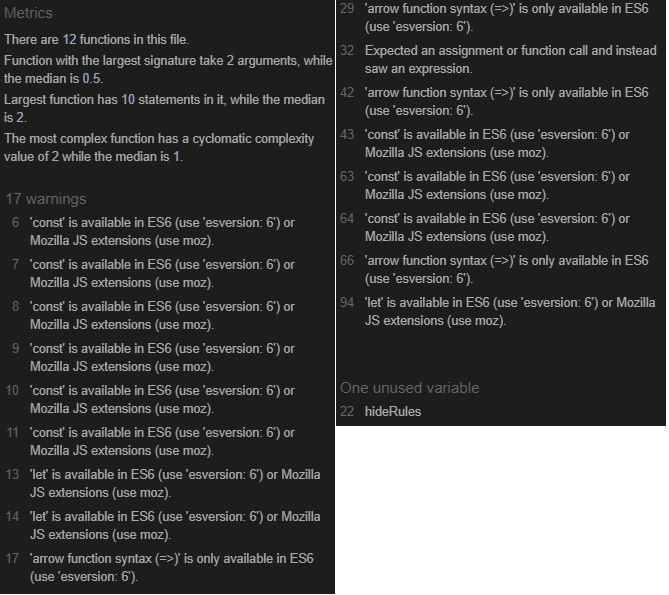 Metrics
There are 12 functions in this file.
Function with the largest signature take 2 arguments, while
the median is 0.5.
Largest function has 10 statements in it, while the median
is 2.
The most complex function has a cyclomatic complexity
value of 2 while the median is 1.
17 warnings
6 'const' is available in ES6 (use 'esversion: 6') or
Mozilla JS extensions (use moz).
7 'const' is available in ES6 (use 'esversion: 6') or
Mozilla JS extensions (use moz).
8 'const' is available in ES6 (use 'esversion: 6') or
Mozilla JS extensions (use moz).
9 'const' is available in ES6 (use 'esversion: 6') or
Mozilla JS extensions (use moz).
10 'const' is available in ES6 (use 'esversion: 6') or
Mozilla JS extensions (use moz).
11 'const' is available in ES6 (use 'esversion: 6') or
Mozilla JS extensions (use moz).
13 'let' is available in ES6 (use 'esversion: 6') or Mozilla
JS extensions (use moz).
14 'let' is available in ES6 (use 'esversion: 6') or Mozilla
JS extensions (use moz).
17 'arrow function syntax (=>)' is only available in ES6
(use 'esversion: 6').
29 'arrow function syntax (=>)' is only available in ES6
(use 'esversion: 6').
32 Expected an assignment or function call and instead
saw an expression.
42 'arrow function syntax (=>)' is only available in ES6
(use 'esversion: 6').
43 'const' is available in ES6 (use 'esversion: 6') or
Mozilla JS extensions (use moz).
63 'const' is available in ES6 (use 'esversion: 6') or
Mozilla JS extensions (use moz).
64 'const' is available in ES6 (use 'esversion: 6') or
Mozilla JS extensions (use moz).
66 'arrow function syntax (=>)' is only available in ES6
(use 'esversion: 6').
94 'let' is available in ES6 (use 'esversion: 6') or Mozilla
JS extensions (use moz).
One unused variable
22 hideRules